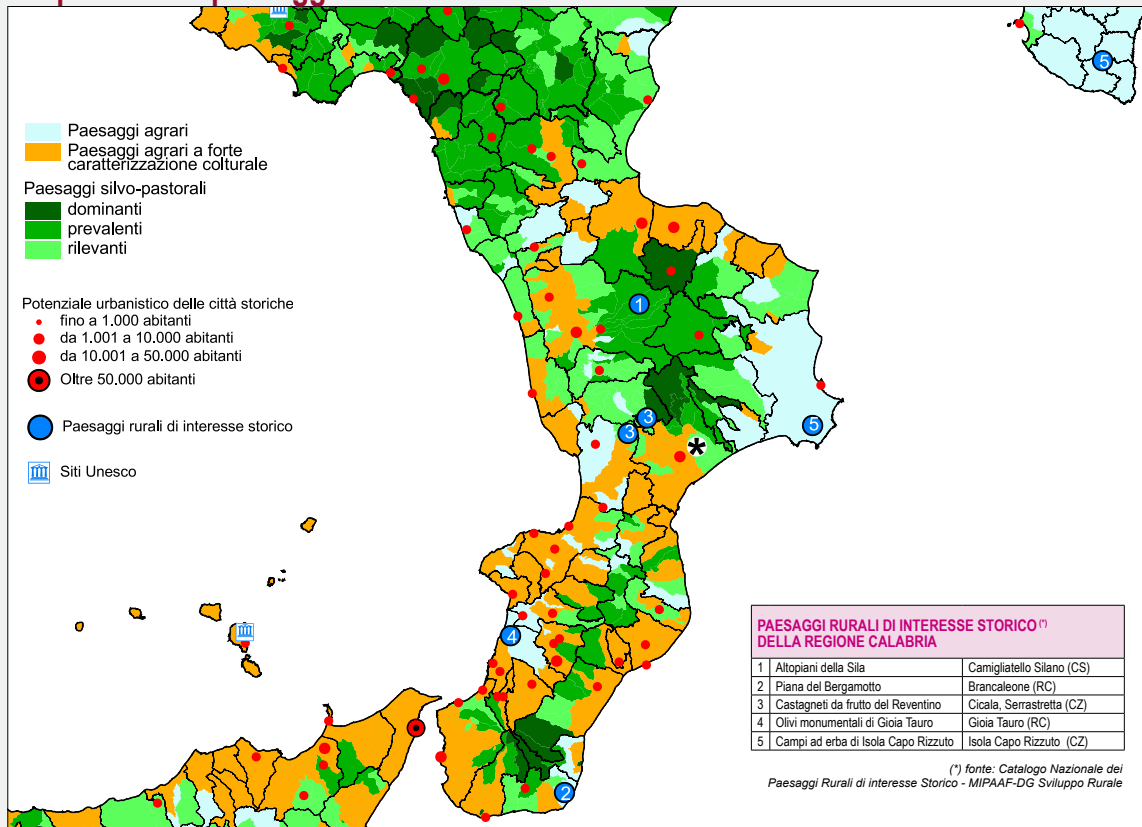 Paesaggi agrari
Paesaggi agrari a forte
caratterizzazione colturale
Paesaggi silvo-pastorali
dominanti
prevalenti
rilevanti
Potenziale urbanistico delle città storiche
fino a 1.000 abitanti
da 1.001 a 10.000 abitanti
da 10.001 a 50.000 abitanti
Oltre 50.000 abitanti
Paesaggi rurali di interesse storico
Siti Unesco
5
1
3
3
5
*
4
2
PAESAGGI RURALI DI INTERESSE STORICO (*)
DELLA REGIONE CALABRIA
1 Altopiani della Sila Camigliatello Silano (CS)
2 Piana del Bergamotto Brancaleone (RC)
3 Castagneti da frutto del Reventino Cicala, Serrastretta (CZ)
4 Olivi monumentali di Gioia Tauro Gioia Tauro (RC)
5 Campi ad erba di Isola Capo Rizzuto Isola Capo Rizzuto (CZ)
(*) fonte: Catalogo Nazionale dei
Paesaggi Rurali di interesse Storico - MIPAAF-DG Sviluppo Rurale